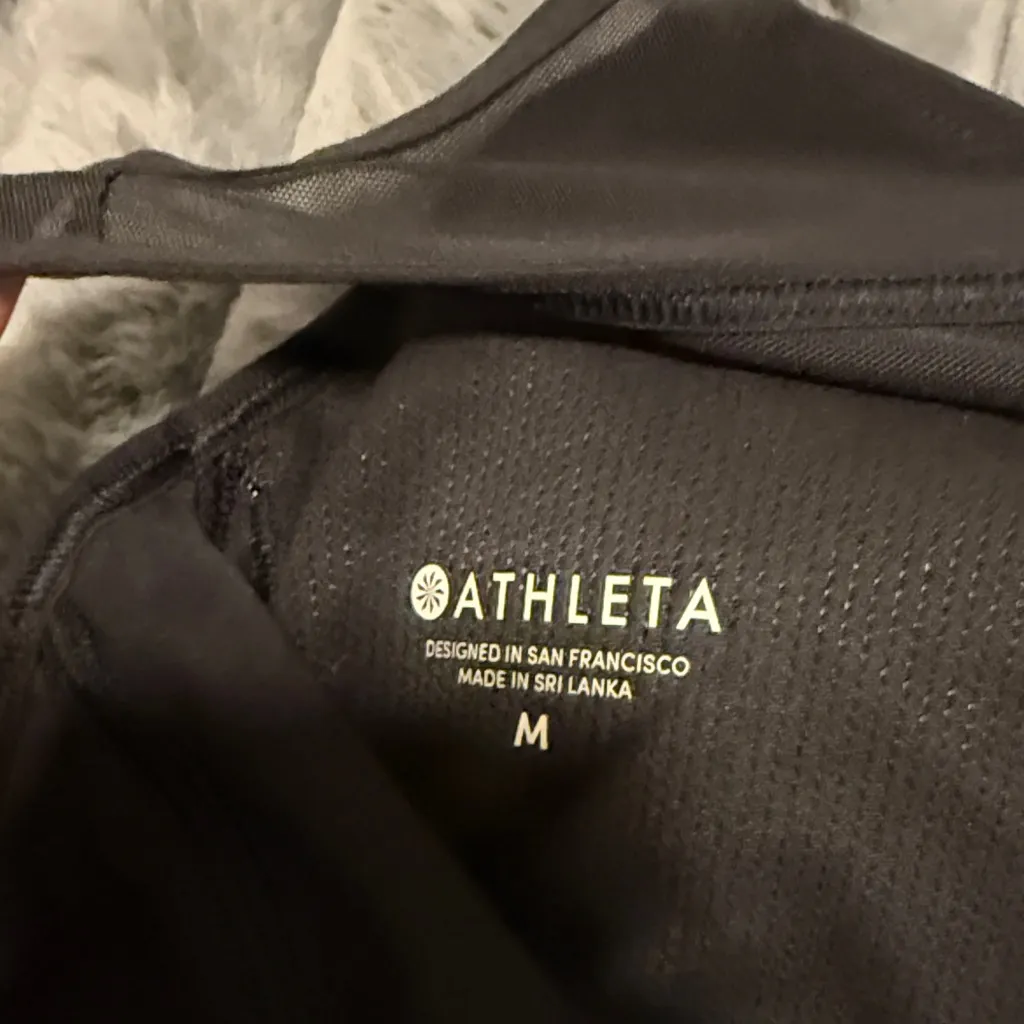 ATHLETA
DESIGNED IN SAN FRANCISCO
MADE IN SRI LANKA
M